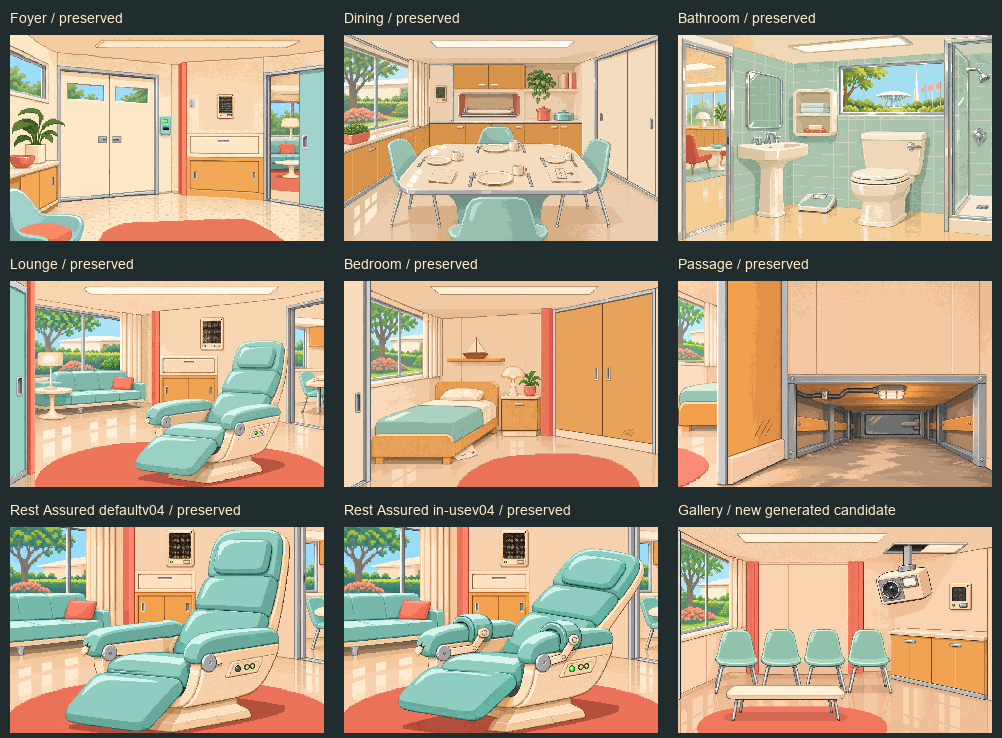 Foyer / preserved
Dining / preserved
Bathroom / preserved
Lounge / preserved
Bedroom / preserved
Passage / preserved
Rest Assured defaultv04 / preserved
Rest Assured in-usev04 / preserved
Gallery / new generated candidate